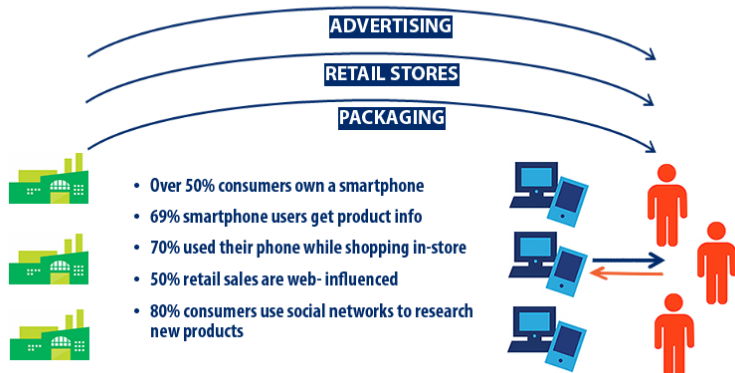 ADVERTISING
RETAIL STORES
PACKAGING
• Over 50% consumers own a smartphone
• 69% smartphone users get product info
• 70% used their phone while shopping in-store
• 50% retail sales are web- influenced
• 80% consumers use social networks to research
new products